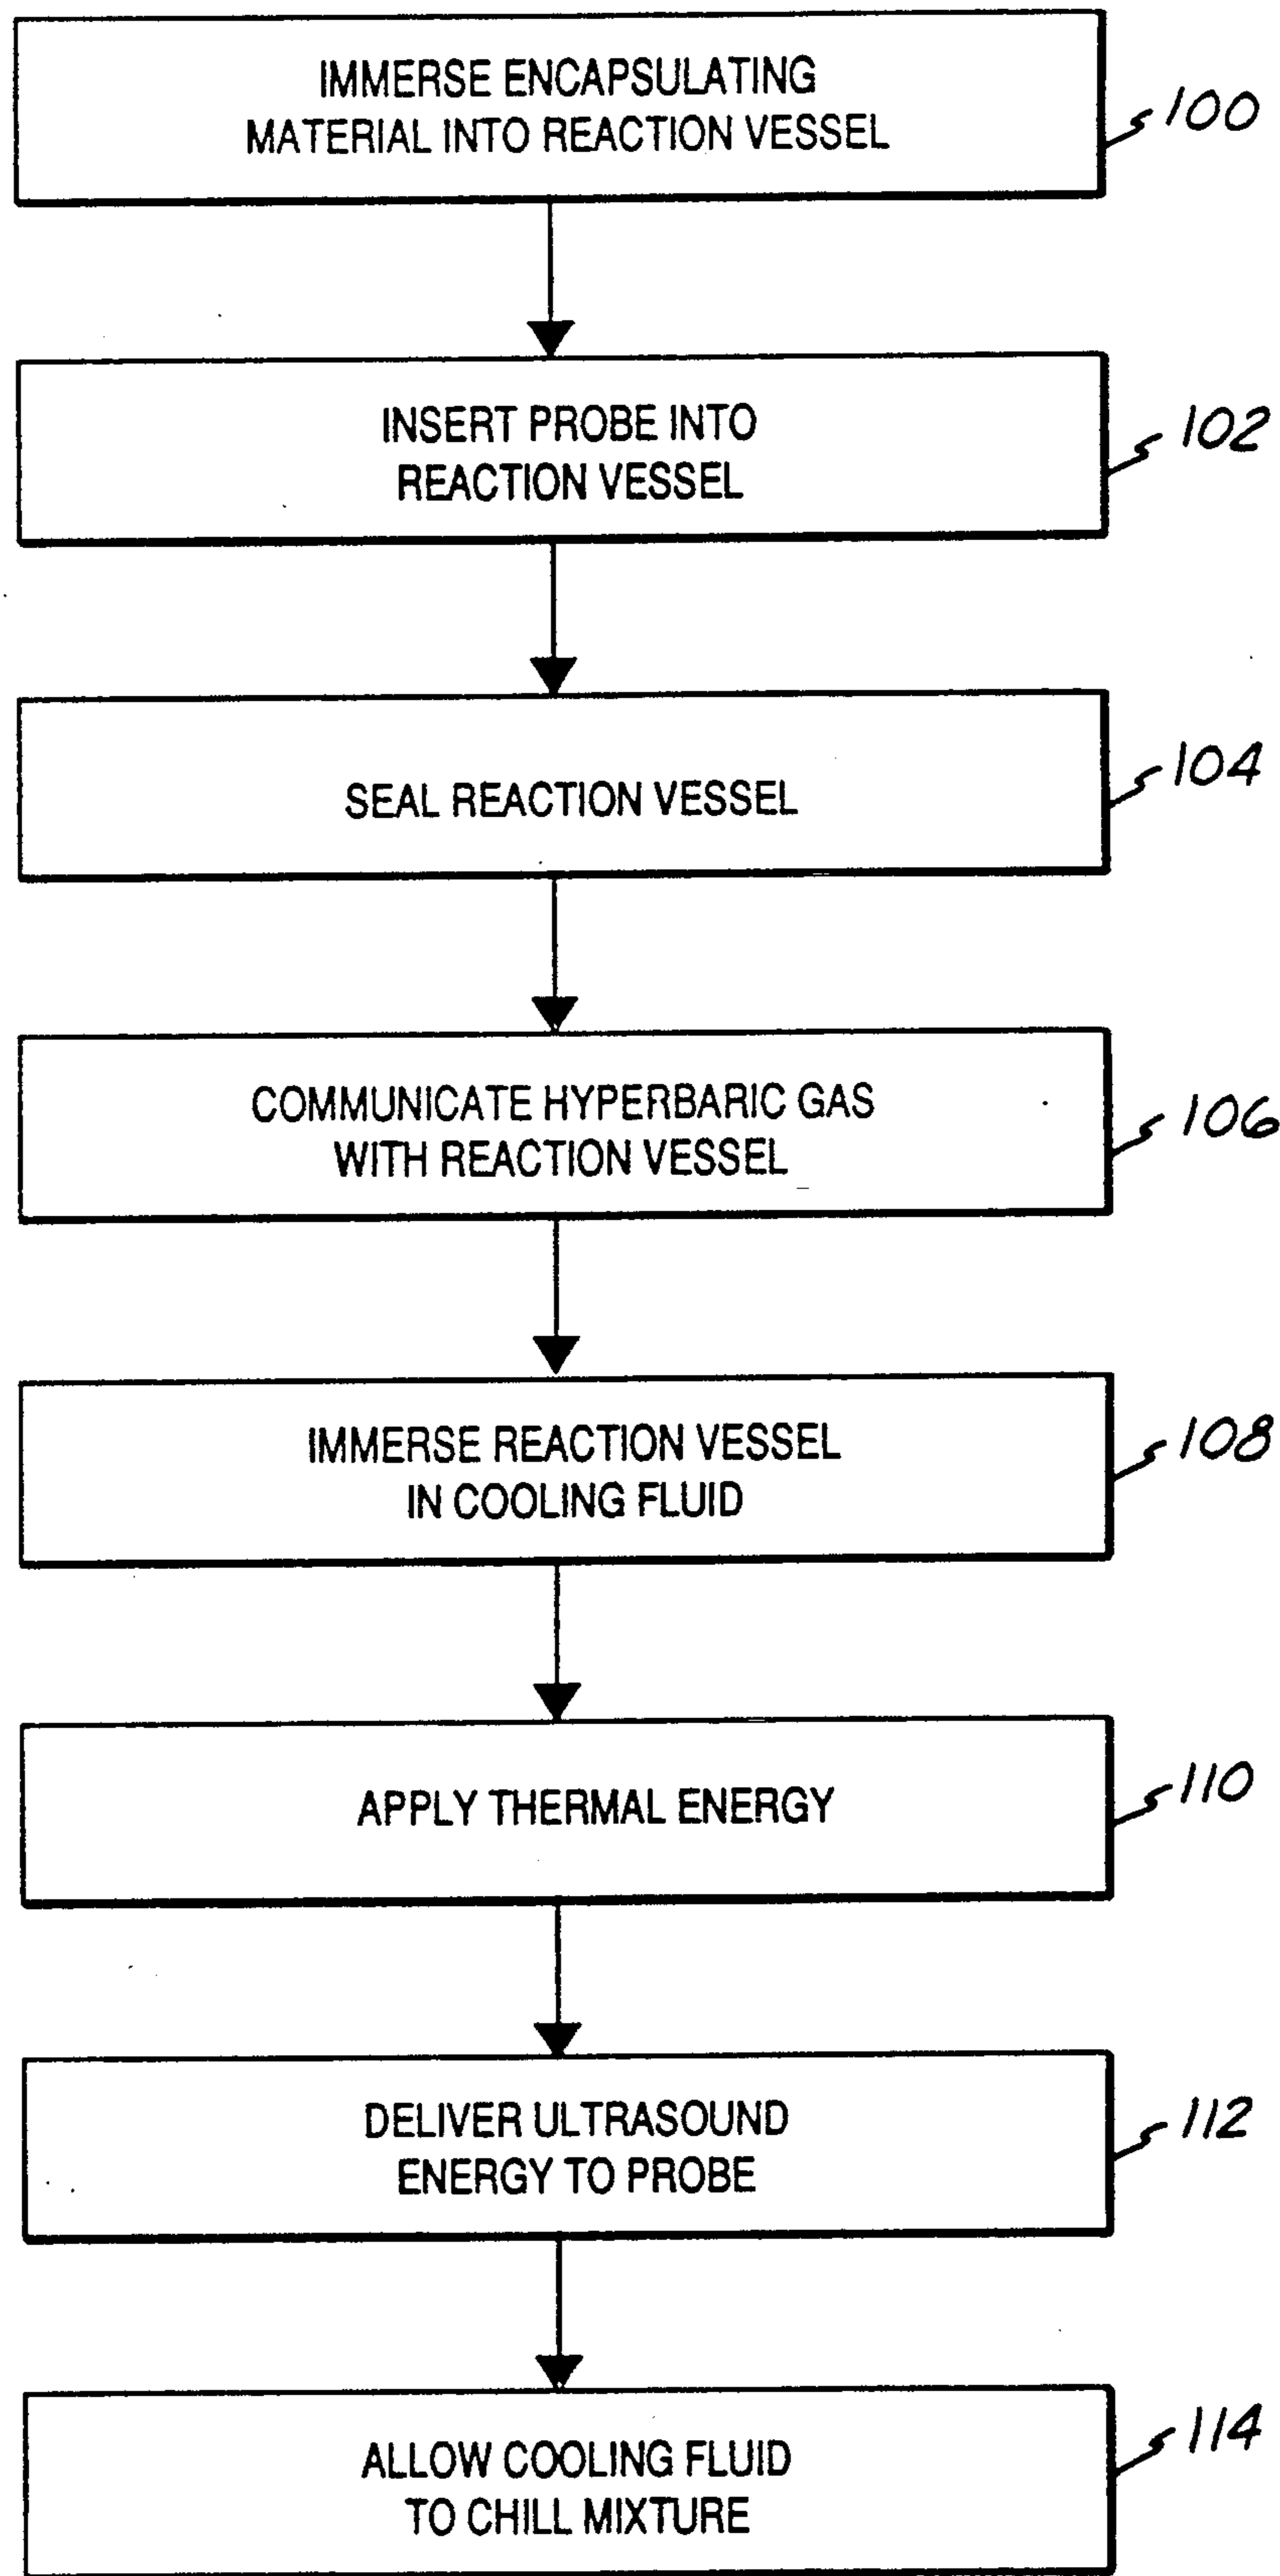 IMMERSE ENCAPSULATING
MATERIAL INTO REACTION VESSEL
100
INSERT PROBE INTO
REACTION VESSEL
102
SEAL REACTION VESSEL
104
COMMUNICATE HYPERBARIC GAS
WITH REACTION VESSEL
106
IMMERSE REACTION VESSEL
IN COOLING FLUID
108
APPLY THERMAL ENERGY
110
DELIVER ULTRASOUND
ENERGY TO PROBE
112
ALLOW COOLING FLUID
TO CHILL MIXTURE
114